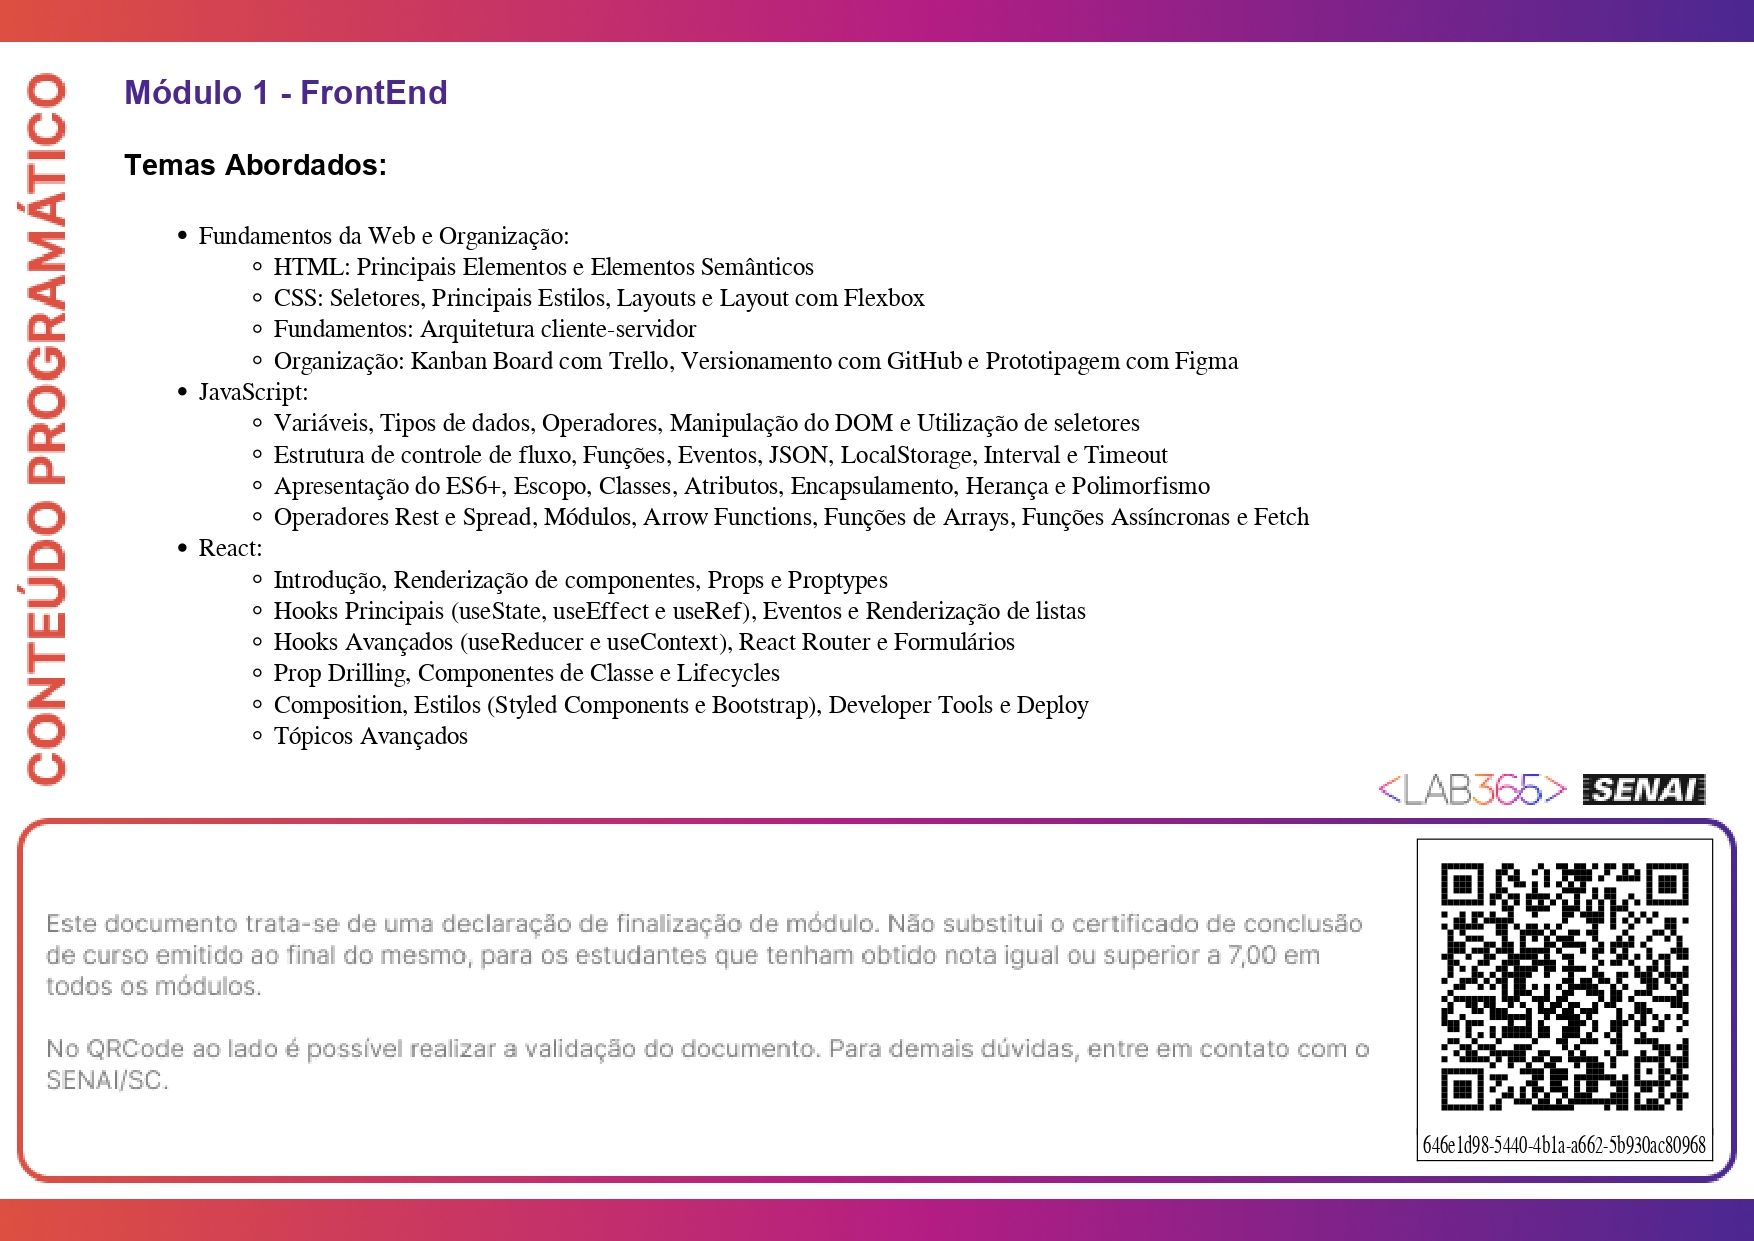 CONTEÚDO PROGRAMÁTICO
Módulo 1 - FrontEnd
Temas Abordados:
• Fundamentos da Web e Organização:
◦ HTML: Principais Elementos e Elementos Semânticos
◦ CSS: Seletores, Principais Estilos, Layouts e Layout com Flexbox
◦ Fundamentos: Arquitetura cliente-servidor
◦ Organização: Kanban Board com Trello, Versionamento com GitHub e Prototipagem com Figma
• JavaScript:
◦ Variáveis, Tipos de dados, Operadores, Manipulação do DOM e Utilização de seletores
◦ Estrutura de controle de fluxo, Funções, Eventos, JSON, LocalStorage, Interval e Timeout
◦ Apresentação do ES6+, Escopo, Classes, Atributos, Encapsulamento, Herança e Polimorfismo
◦ Operadores Rest e Spread, Módulos, Arrow Functions, Funções de Arrays, Funções Assíncronas e Fetch
• React:
◦ Introdução, Renderização de componentes, Props e Proptypes
◦ Hooks Principais (useState, useEffect e useRef), Eventos e Renderização de listas
◦ Hooks Avançados (useReducer e useContext), React Router e Formulários
◦ Prop Drilling, Componentes de Classe e Lifecycles
◦ Composition, Estilos (Styled Components e Bootstrap), Developer Tools e Deploy
◦ Tópicos Avançados
<LAB365> SENAI
Este documento trata-se de uma declaração de finalização de módulo. Não substitui o certificado de conclusão
de curso emitido ao final do mesmo, para os estudantes que tenham obtido nota igual ou superior a 7,00 em
todos os módulos.
No QRCode ao lado é possível realizar a validação do documento. Para demais dúvidas, entre em contato com o
SENAI/SC.
646e1d98-5440-4b1a-a662-5b930ac80968